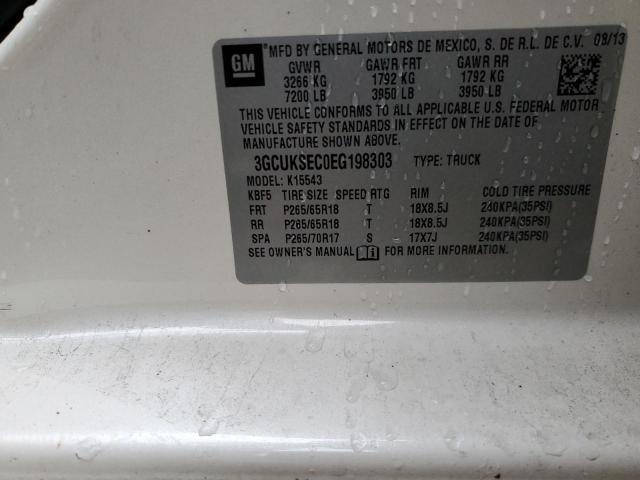 GM
MFD BY GENERAL MOTORS DE MEXICO, S. DE R.L. DE C.V. 09/13
GVWR GAWR FRT GAWR RR
3266 KG 1792 KG 1792 KG
7200 LB 3950 LB 3950 LB
THIS VEHICLE CONFORMS TO ALL APPLICABLE U.S. FEDERAL MOTOR
VEHICLE SAFETY STANDARDS IN EFFECT ON THE DATE OF
MANUFACTURE SHOWN ABOVE.
3GCUKSEC0EG198303 TYPE: TRUCK
MODEL: K15543
KBF5 TIRE SIZE SPEED RTG RIM COLD TIRE PRESSURE
FRT P265/65R18 T 18X8.5J 240KPA(35PSI)
RR P265/65R18 T 18X8.5J 240KPA(35PSI)
SPA P265/70R17 S 17X7J 240KPA(35PSI)
SEE OWNER'S MANUAL FOR MORE INFORMATION.